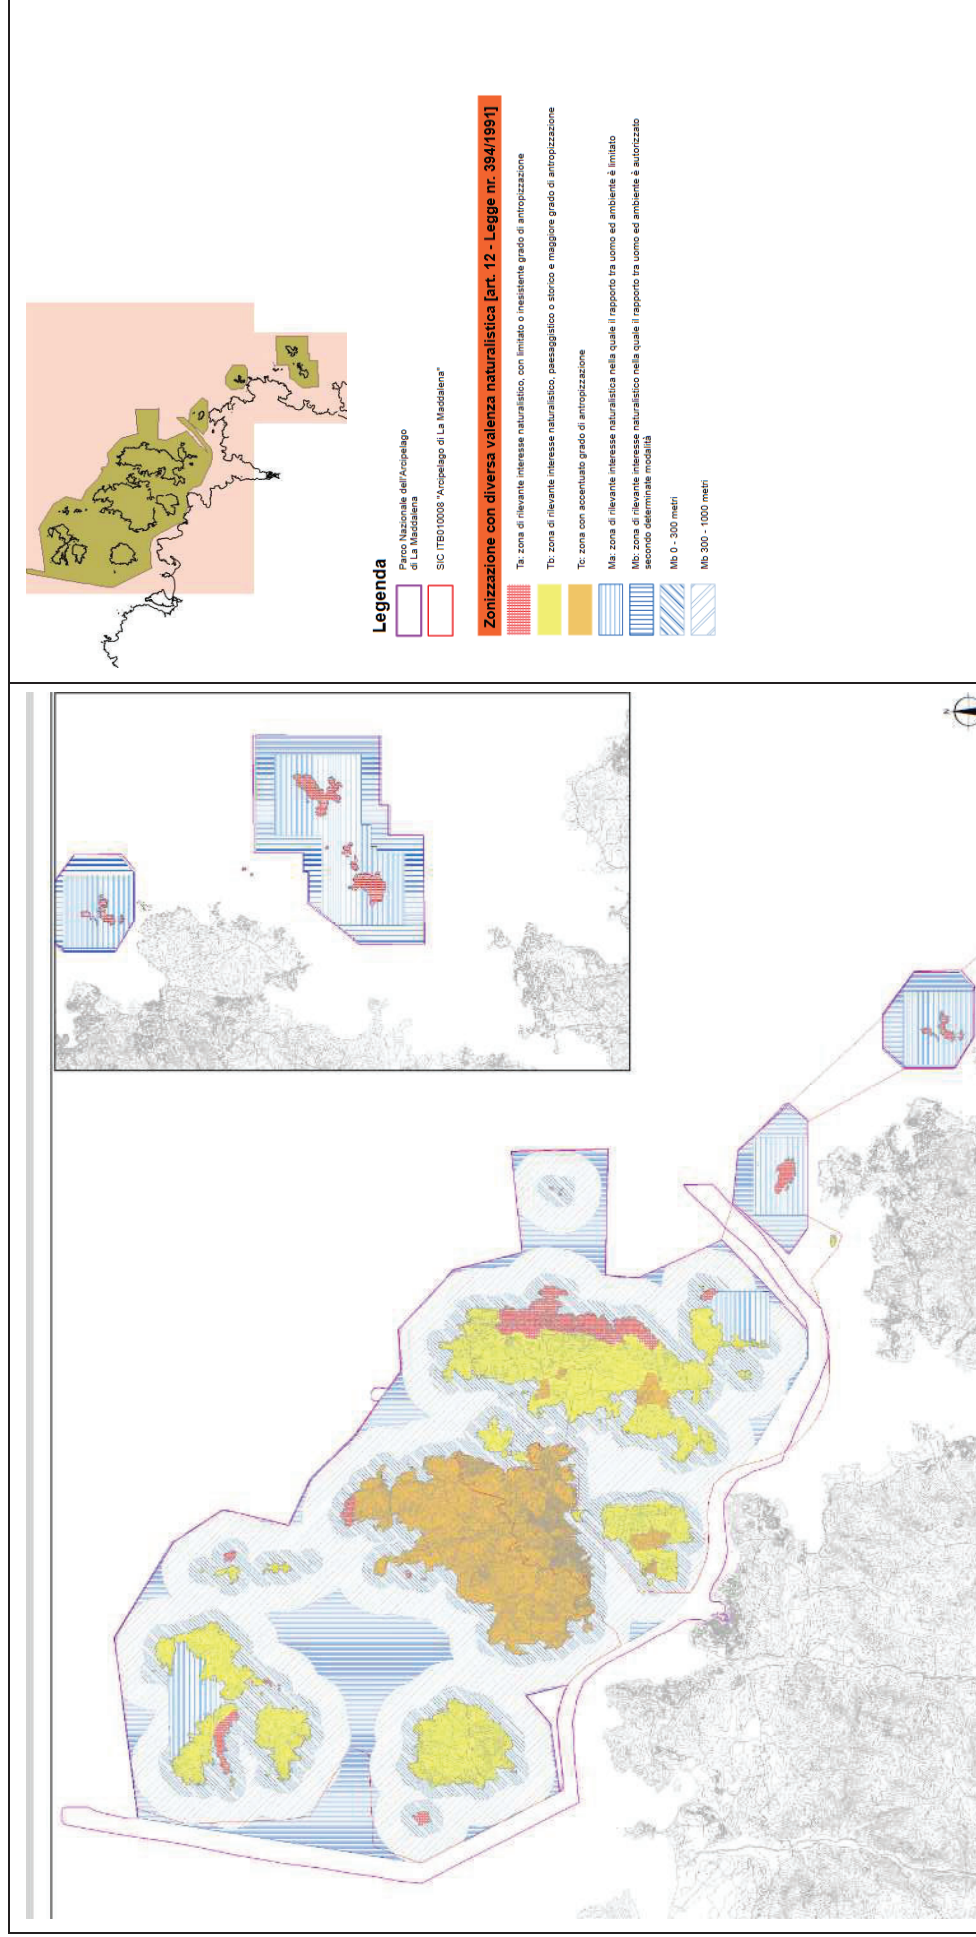 Legenda
Parco Nazionale dell'Arcipelago
di La Maddalena
SIC ITB010008 "Arcipelago di La Maddalena"
Zonizzazione con diversa valenza naturalistica [art. 12 - Legge nr. 394/1991]
Ta: zona di rilevante interesse naturalistico, con limitato o inesistente grado di antropizzazione
Tb: zona di rilevante interesse naturalistico, paesaggistico o storico e maggiore grado di antropizzazione
Tc: zona con accentuato grado di antropizzazione
Ma: zona di rilevante interesse naturalistica nella quale il rapporto tra uomo ed ambiente è limitato
Mb: zona di rilevante interesse naturalistico nella quale il rapporto tra uomo ed ambiente è autorizzato
secondo determinate modalità
Mb 0 - 300 metri
Mb 300 - 1000 metri
N